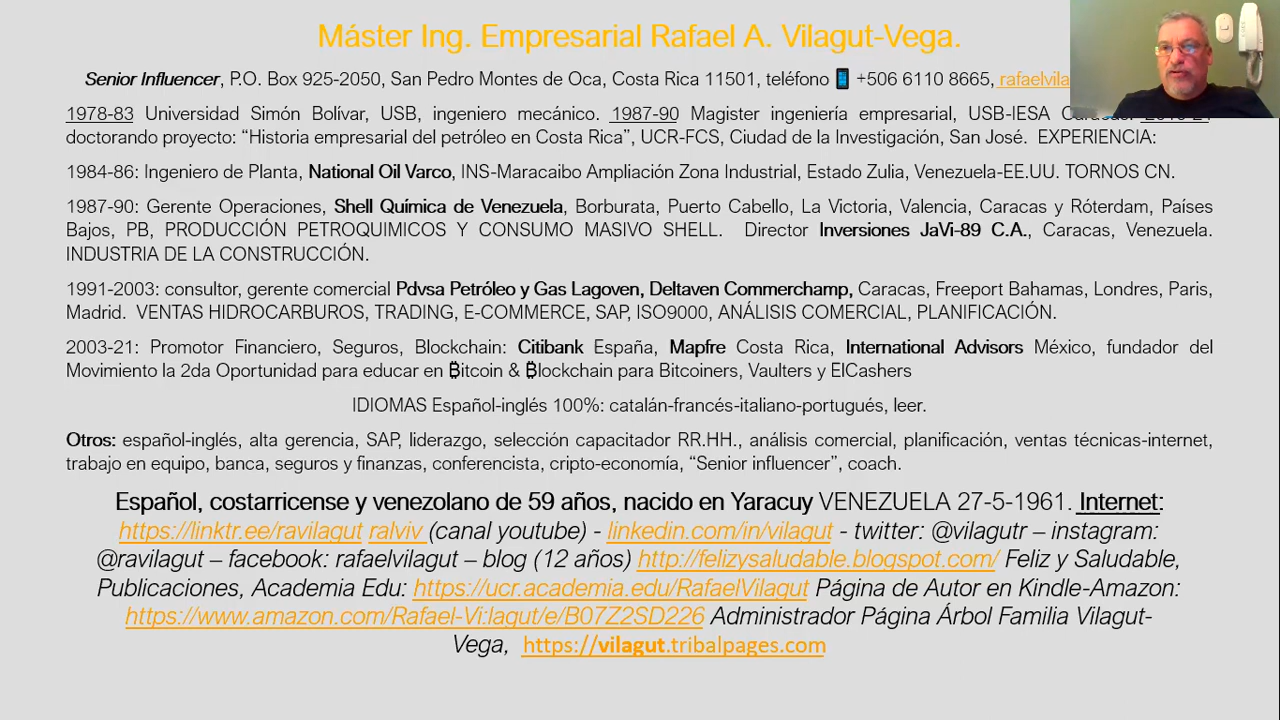 Máster Ing. Empresarial Rafael A. Vilagut-Vega.
Senior Influencer, P.O. Box 925-2050, San Pedro Montes de Oca, Costa Rica 11501, teléfono 📱 +506 6110 8665,
1978-83 Universidad Simón Bolívar, USB, ingeniero mecánico. 1987-90 Magister ingeniería empresarial, USB-IESA
doctorando proyecto: “Historia empresarial del petróleo en Costa Rica”, UCR-FCS, Ciudad de la Investigación, San José. EXPERIENCIA:
1984-86: Ingeniero de Planta, National Oil Varco, INS-Maracaibo Ampliación Zona Industrial, Estado Zulia, Venezuela-EE.UU. TORNOS CN.
1987-90: Gerente Operaciones, Shell Química de Venezuela, Borburata, Puerto Cabello, La Victoria, Valencia, Caracas y Róterdam, Países
Bajos, PB, PRODUCCIÓN PETROQUIMICOS Y CONSUMO MASIVO SHELL. Director Inversiones JaVi-89 C.A., Caracas, Venezuela.
INDUSTRIA DE LA CONSTRUCCIÓN.
1991-2003: consultor, gerente comercial Pdvsa Petróleo y Gas Lagoven, Deltaven Commerchamp, Caracas, Freeport Bahamas, Londres, Paris,
Madrid. VENTAS HIDROCARBUROS, TRADING, E-COMMERCE, SAP, ISO9000, ANÁLISIS COMERCIAL, PLANIFICACIÓN.
2003-21: Promotor Financiero, Seguros, Blockchain: Citibank España, Mapfre Costa Rica, International Advisors México, fundador del
Movimiento la 2da Oportunidad para educar en ₿itcoin & ₿lockchain para Bitcoiners, Vaulters y ElCashers
IDIOMAS Español-inglés 100%: catalán-francés-italiano-portugués, leer.
Otros: español-inglés, alta gerencia, SAP, liderazgo, selección capacitador RR.HH., análisis comercial, planificación, ventas técnicas-internet,
trabajo en equipo, banca, seguros y finanzas, conferencista, cripto-economía, “Senior influencer”, coach.
Español, costarricense y venezolano de 59 años, nacido en Yaracuy VENEZUELA 27-5-1961. Internet:
https://linktr.ee/ravilagut ralviv (canal youtube) - linkedin.com/in/vilagut - twitter: @vilagutr – instagram:
@ravilagut – facebook: rafaelvilagut – blog (12 años) http://felizysaludable.blogspot.com/ Feliz y Saludable,
Publicaciones, Academia Edu: https://ucr.academia.edu/RafaelVilagut Página de Autor en Kindle-Amazon:
https://www.amazon.com/Rafael-Vi:lagut/e/B07Z2SD226 Administrador Página Árbol Familia Vilagut-
Vega, https://vilagut.tribalpages.com